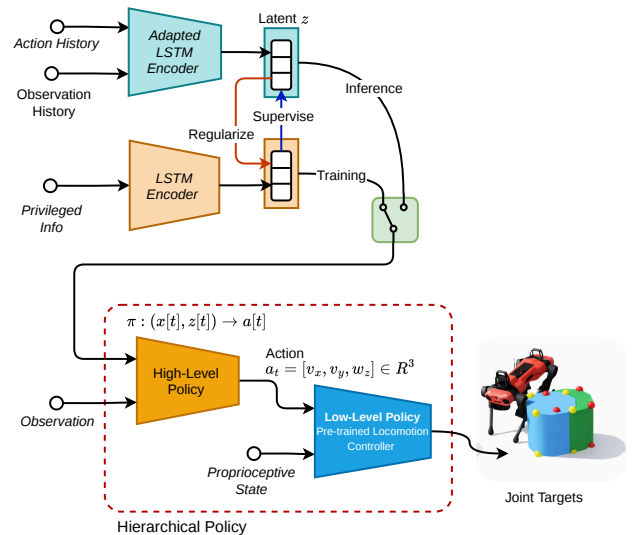 Latent z
Action History
Adapted
LSTM
Encoder
Observation
History
Inference
Supervise
Regularize
LSTM
Encoder
Training
Privileged
Info
π : (x[t], z[t]) → a[t]
High-Level
Policy
Action
a_t = [v_x, v_y, w_z] ∈ R^3
Observation
Low-Level Policy
Pre-trained Locomotion
Controller
Proprioceptive
State
Joint Targets
Hierarchical Policy